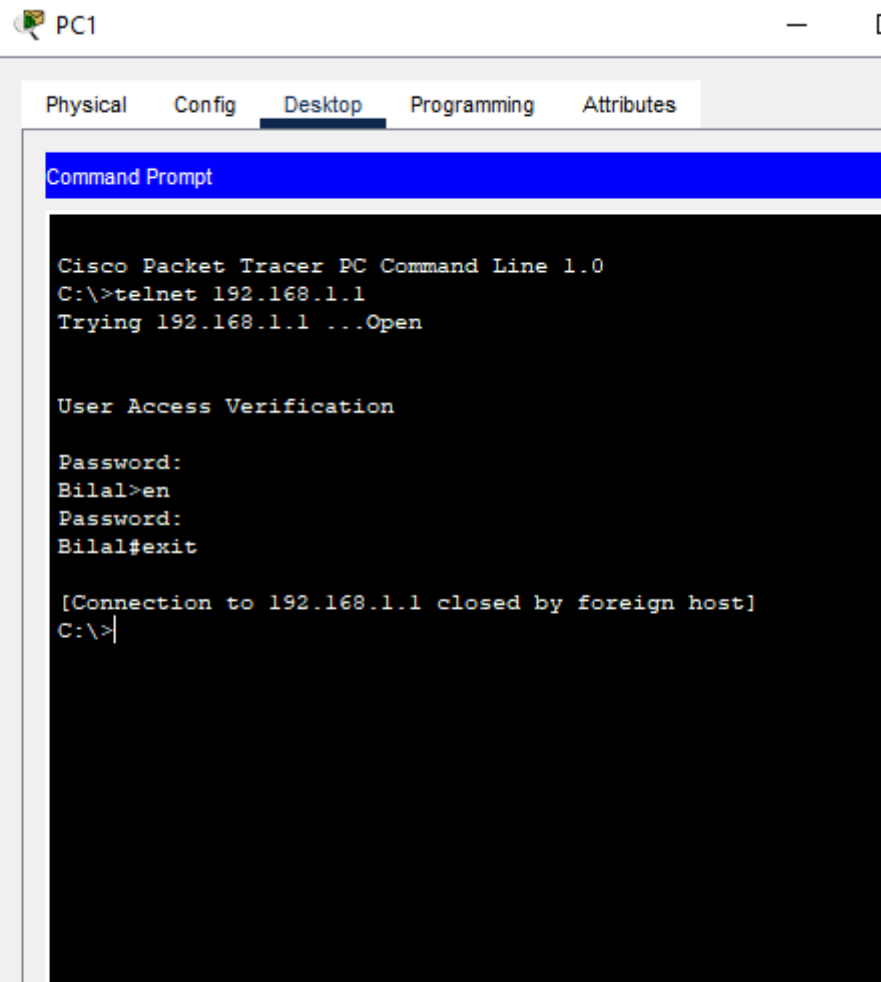 PC1
Physical Config Desktop Programming Attributes
Command Prompt
Cisco Packet Tracer PC Command Line 1.0
C:\>telnet 192.168.1.1
Trying 192.168.1.1 ...Open
User Access Verification
Password:
Bilal>en
Password:
Bilal#exit
[Connection to 192.168.1.1 closed by foreign host]
C:\>